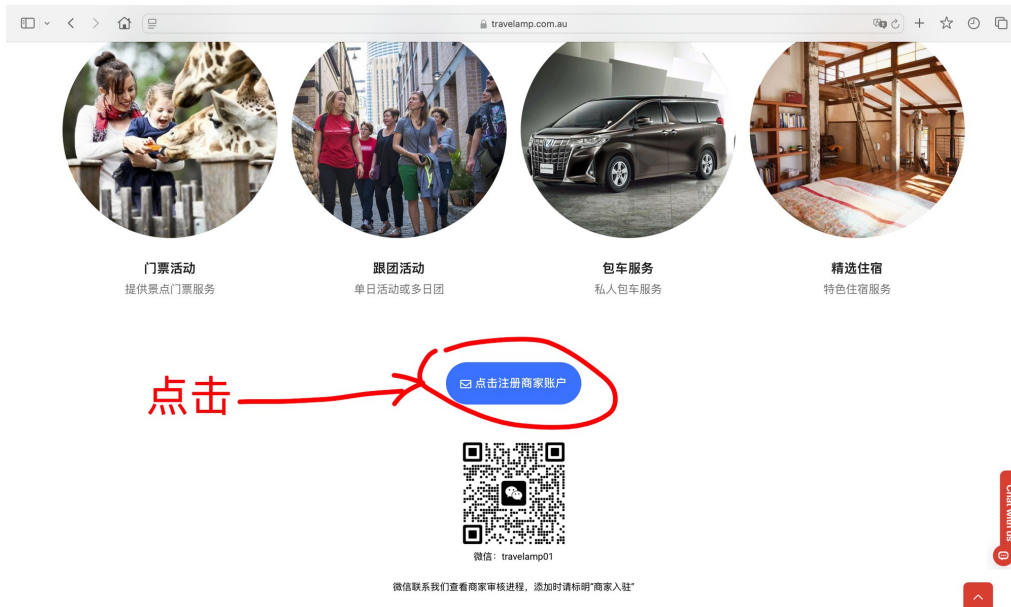 travelamp.com.au
门票活动
提供景点门票服务
跟团活动
单日活动或多日团
包车服务
私人包车服务
精选住宿
特色住宿服务
点击
点击注册商家账户
微信：travelamp01
微信联系我们查看商家审核进程，添加时请标明"商家入驻"
Chat with us